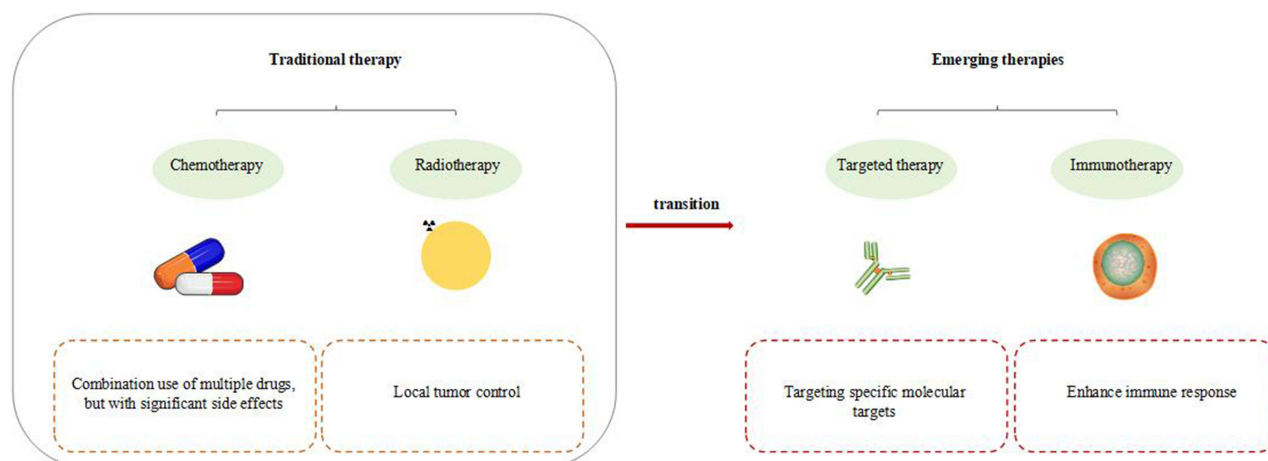 Traditional therapy
Chemotherapy
Radiotherapy
Combination use of multiple drugs,
but with significant side effects
Local tumor control
transition
Emerging therapies
Targeted therapy
Immunotherapy
Targeting specific molecular
targets
Enhance immune response